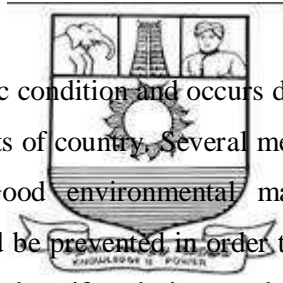 c condition and occurs d
ts of country. Several me
ood environmental ma
d be prevented in order t
KNOWLEDGE IS POWER